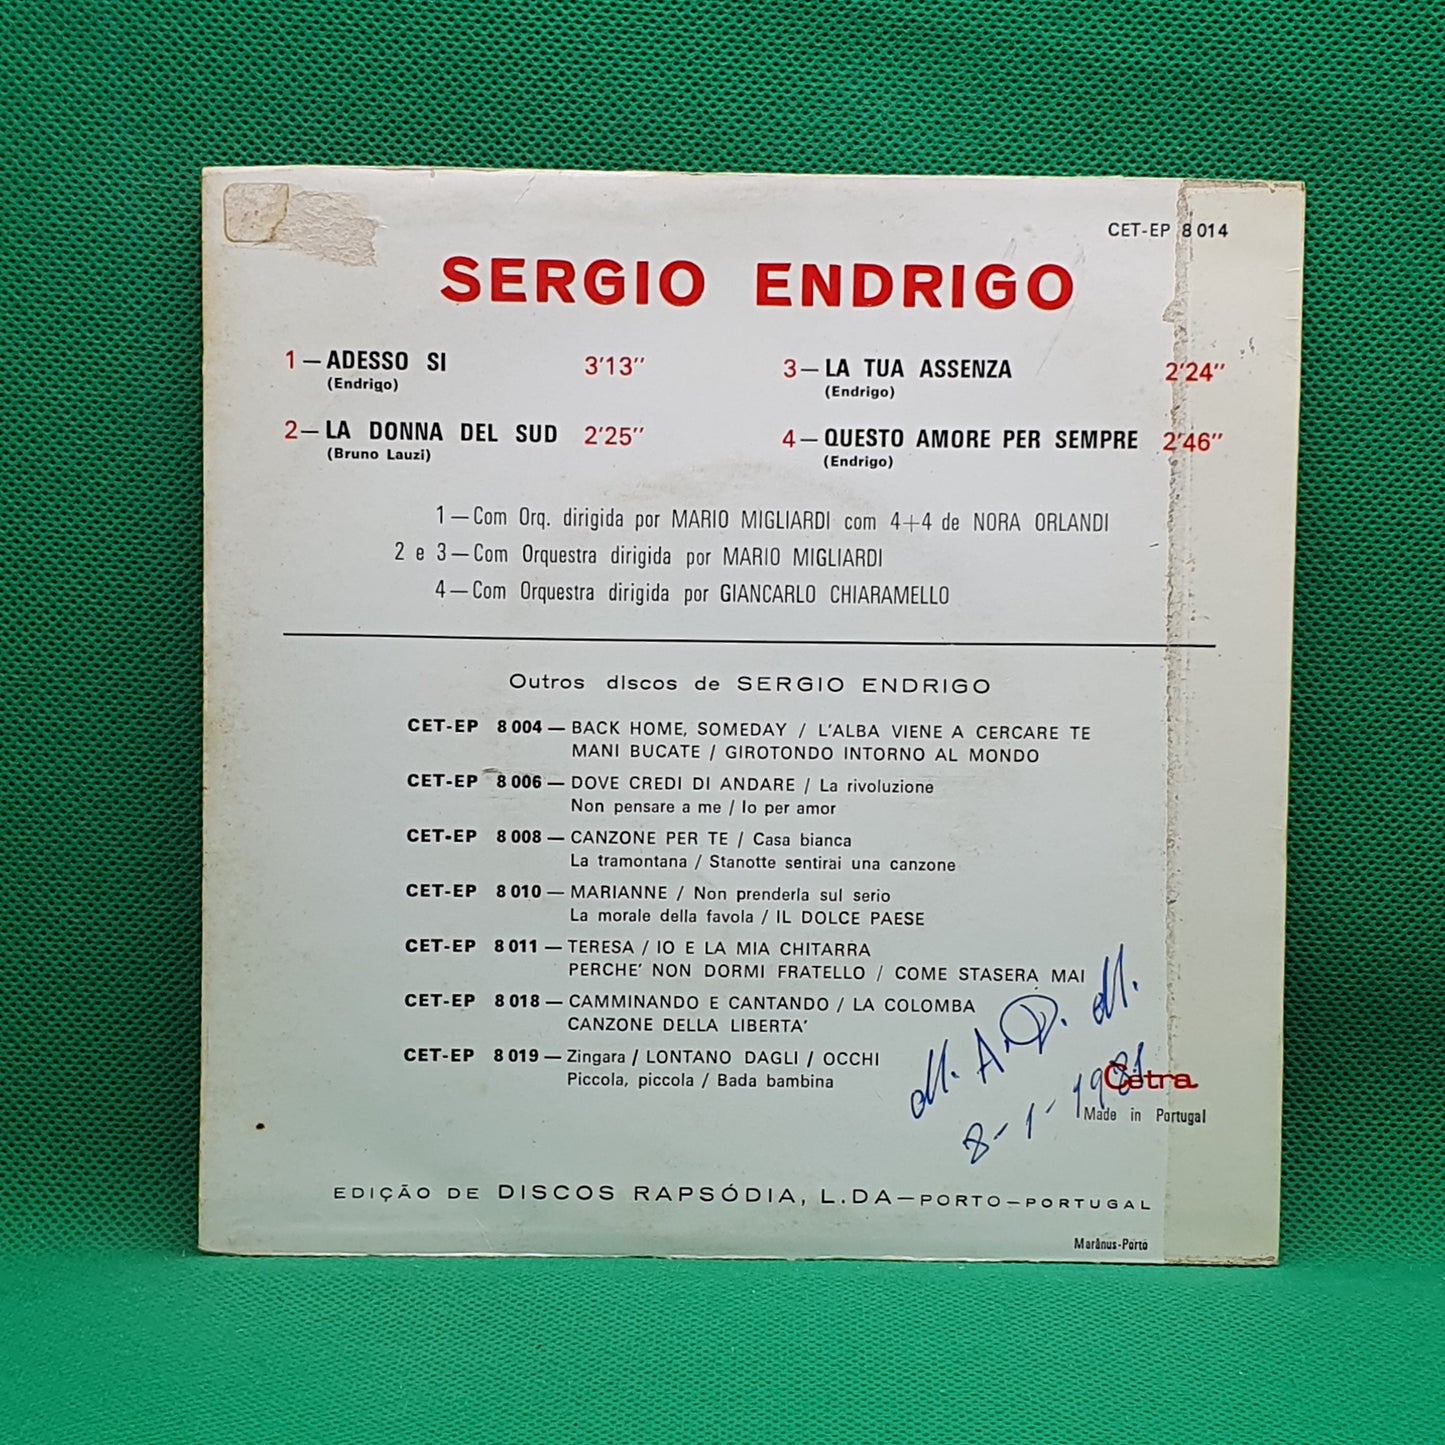 CET-EP 8 014
SERGIO ENDRIGO
1 — ADESSO SI 3'13''
(Endrigo)
2 — LA DONNA DEL SUD 2'25''
(Bruno Lauzi)
3 — LA TUA ASSENZA 2'24''
(Endrigo)
4 — QUESTO AMORE PER SEMPRE 2'46''
(Endrigo)
1 — Com Orq. dirigida por MARIO MIGLIARDI com 4+4 de NORA ORLANDI
2 e 3 — Com Orquestra dirigida por MARIO MIGLIARDI
4 — Com Orquestra dirigida por GIANCARLO CHIARAMELLO
Outros discos de SERGIO ENDRIGO
CET-EP 8 004 — BACK HOME, SOMEDAY / L'ALBA VIENE A CERCARE TE
MANI BUCATE / GIROTONDO INTORNO AL MONDO
CET-EP 8 006 — DOVE CREDI DI ANDARE / La rivoluzione
Non pensare a me / Io per amor
CET-EP 8 008 — CANZONE PER TE / Casa bianca
La tramontana / Stanotte sentirai una canzone
CET-EP 8 010 — MARIANNE / Non prenderla sul serio
La morale della favola / IL DOLCE PAESE
CET-EP 8 011 — TERESA / IO E LA MIA CHITARRA
PERCHE' NON DORMI FRATELLO / COME STASERA MAI
CET-EP 8 018 — CAMMINANDO E CANTANDO / LA COLOMBA
CANZONE DELLA LIBERTA'
CET-EP 8 019 — Zingara / LONTANO DAGLI / OCCHI
Piccola, piccola / Bada bambina
M. A. D. M.
8-1-1981
Cetra
Made in Portugal
EDIÇÃO DE DISCOS RAPSÓDIA, L.DA — PORTO — PORTUGAL
Marânus-Porto